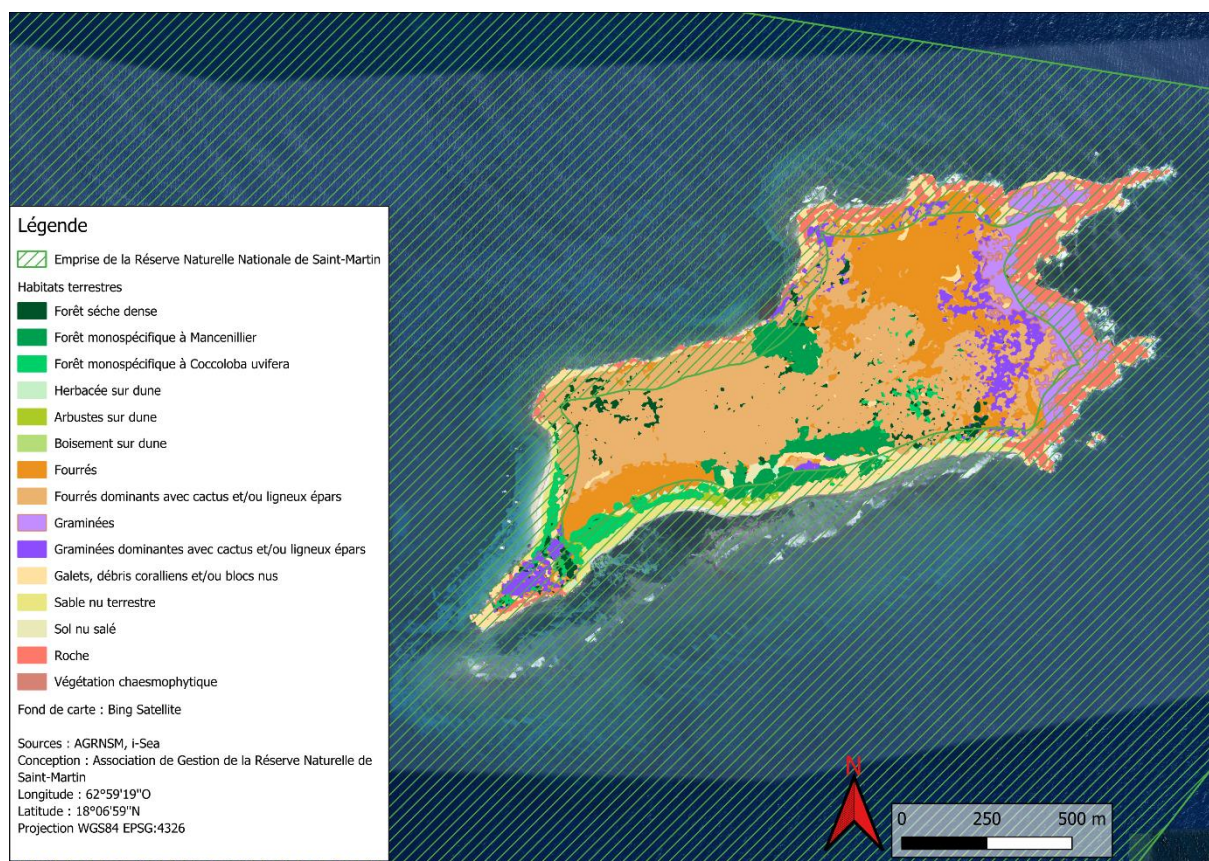 Légende
Emprise de la Réserve Naturelle Nationale de Saint-Martin
Habitats terrestres
Forêt séche dense
Forêt monospécifique à Mancenillier
Forêt monospécifique à Coccoloba uvifera
Herbacée sur dune
Arbustes sur dune
Boisement sur dune
Fourrés
Fourrés dominants avec cactus et/ou ligneux épars
Graminées
Graminées dominantes avec cactus et/ou ligneux épars
Galets, débris coralliens et/ou blocs nus
Sable nu terrestre
Sol nu salé
Roche
Végétation chaesmophytique
Fond de carte : Bing Satellite
Sources : AGRNSM, i-Sea
Conception : Association de Gestion de la Réserve Naturelle de
Saint-Martin
Longitude : 62°59'19"O
Latitude : 18°06'59"N
Projection WGS84 EPSG:4326
N
0 250 500 m